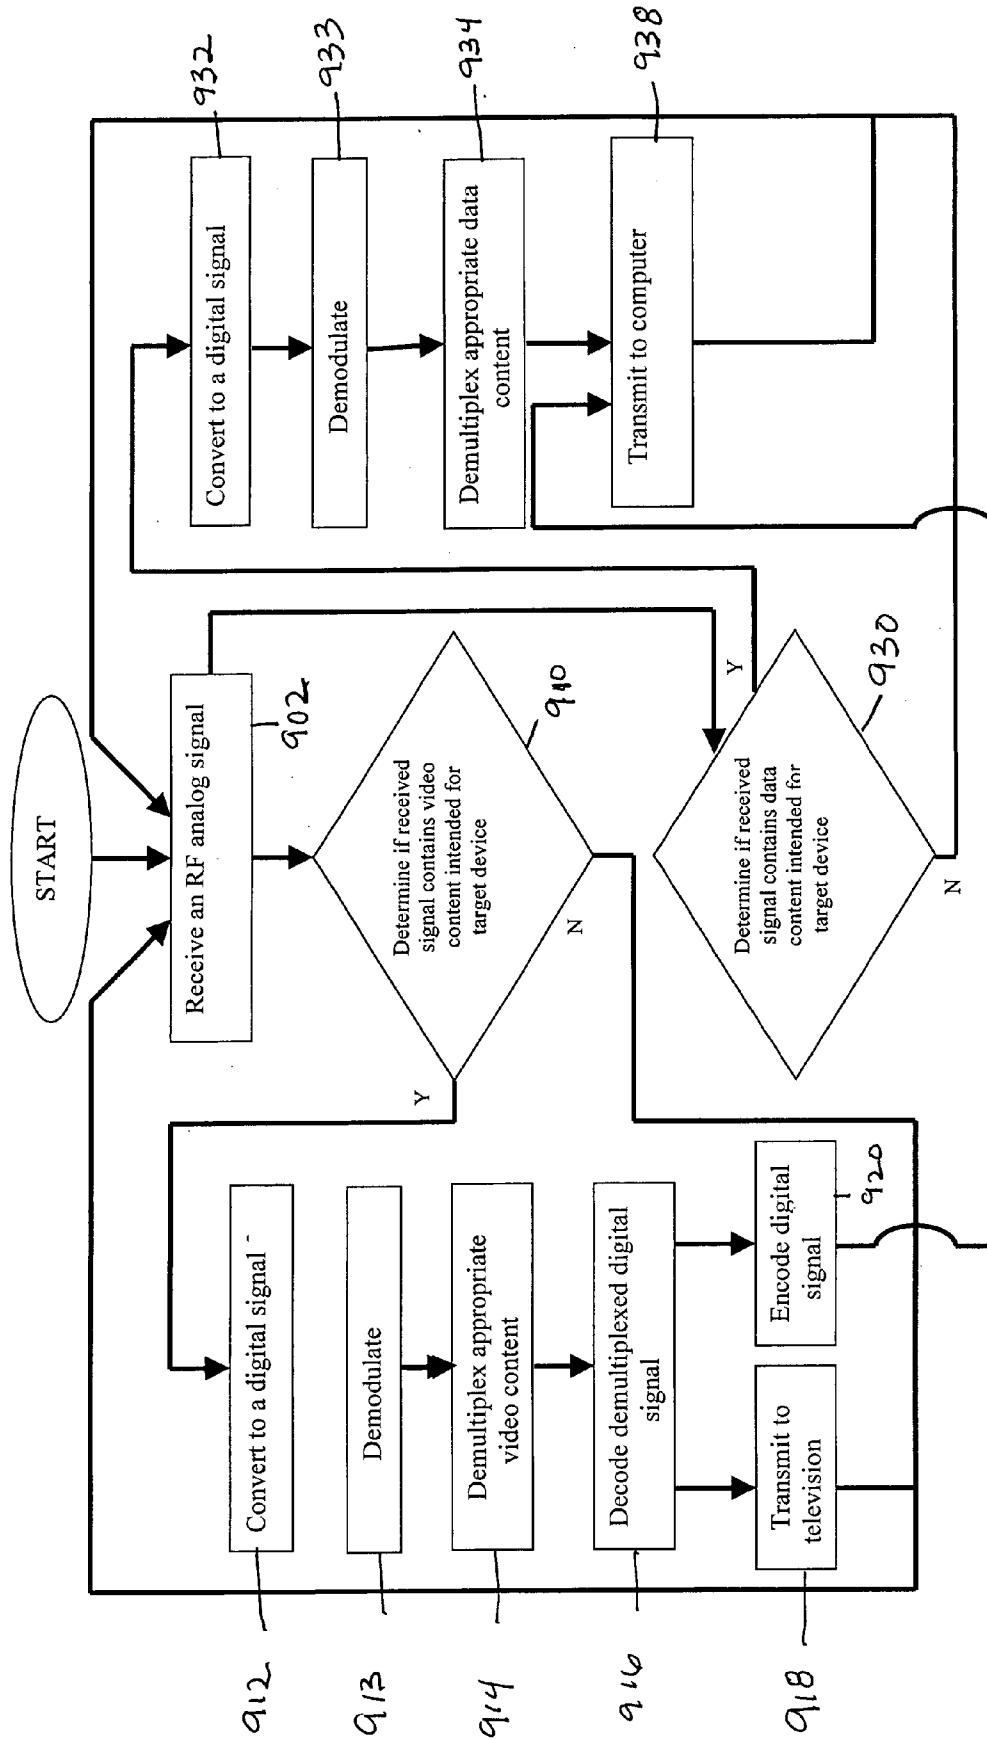 START
Receive an RF analog signal
902
Determine if received
signal contains video
content intended for
target device
910
Y
N
Convert to a digital signal
912
Demodulate
913
Demultiplex appropriate
video content
914
Decode demultiplexed digital
signal
916
Transmit to
television
918
Encode digital
signal
920
Determine if received
signal contains data
content intended for
target device
930
Y
N
Convert to a digital signal
932
Demodulate
933
Demultiplex appropriate data
content
934
Transmit to computer
938